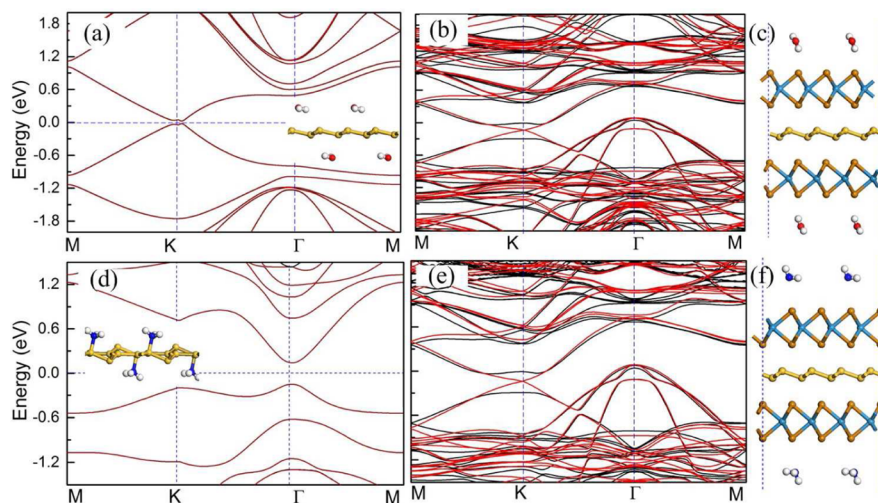 (a)
(b)
(c)
Energy (eV)
1.8
1.2
0.6
0.0
-0.6
-1.2
-1.8
M K Γ M
M K Γ M
(d)
(e)
(f)
Energy (eV)
1.2
0.6
0.0
-0.6
-1.2
M K Γ M
M K Γ M